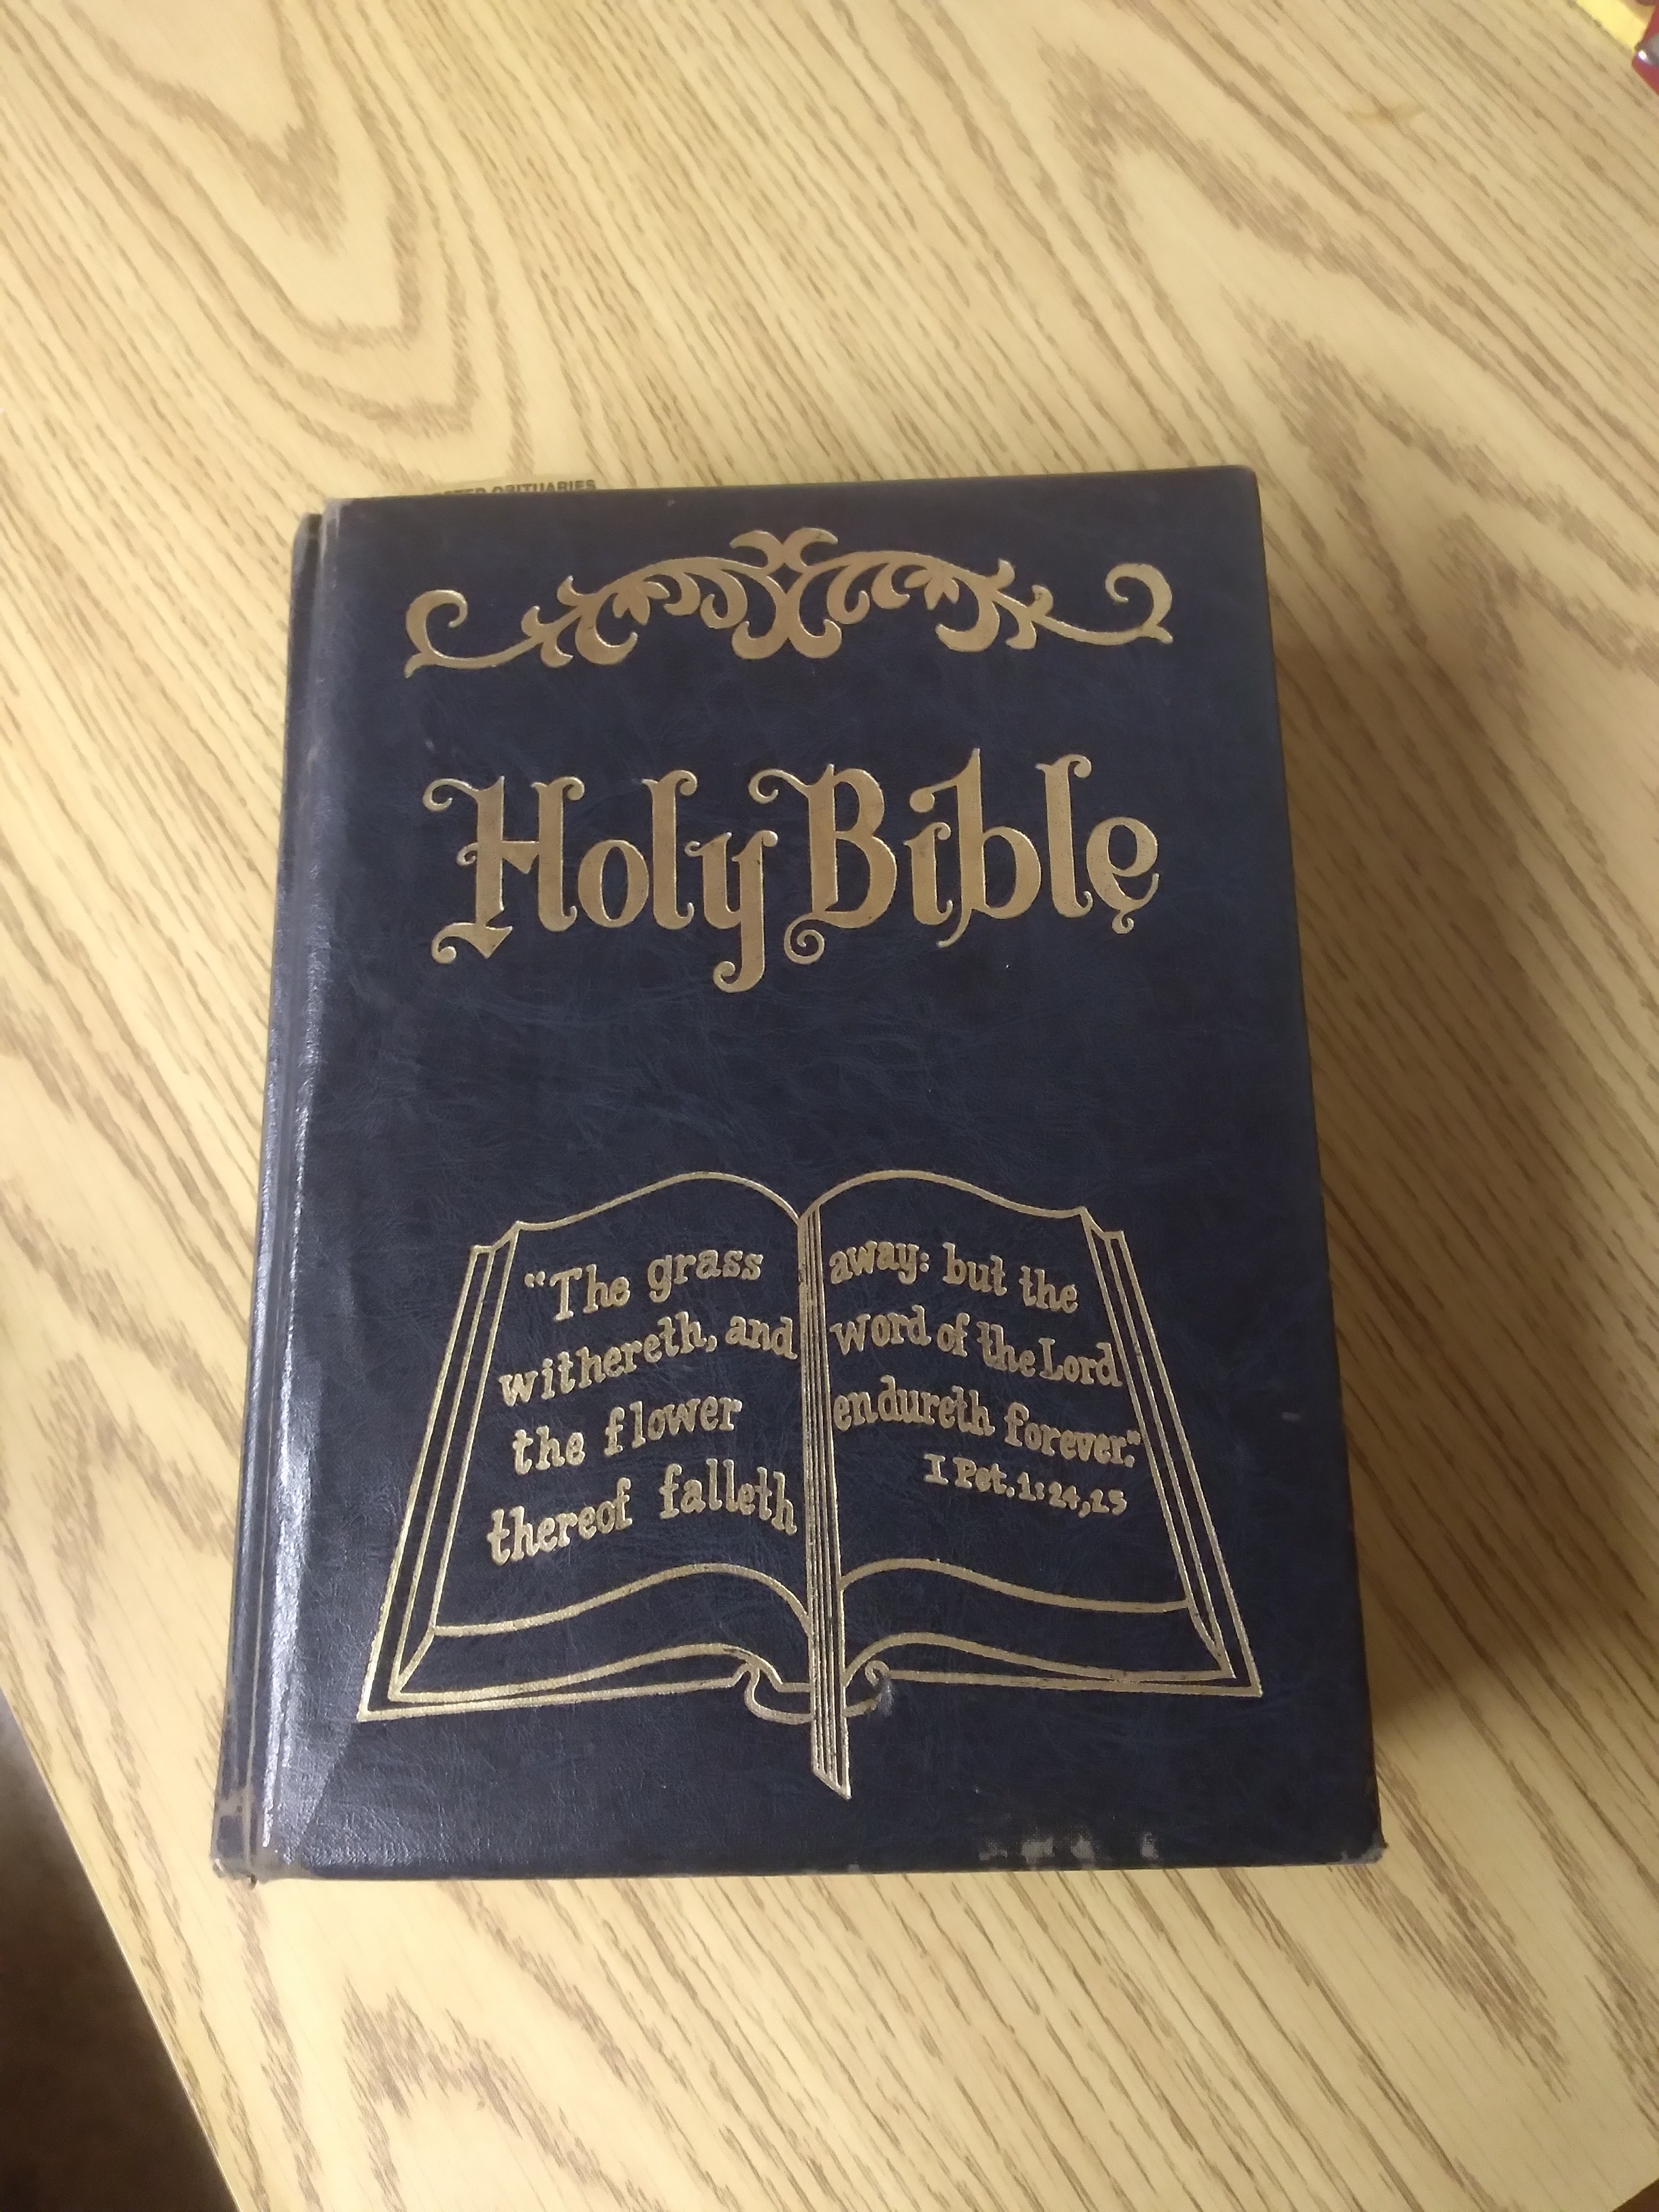 OBITUARIES
Holy Bible
"The grass
withereth, and
the flower
thereof falleth
away: but the
word of the Lord
endureth forever."
I Pet. 1:24,25